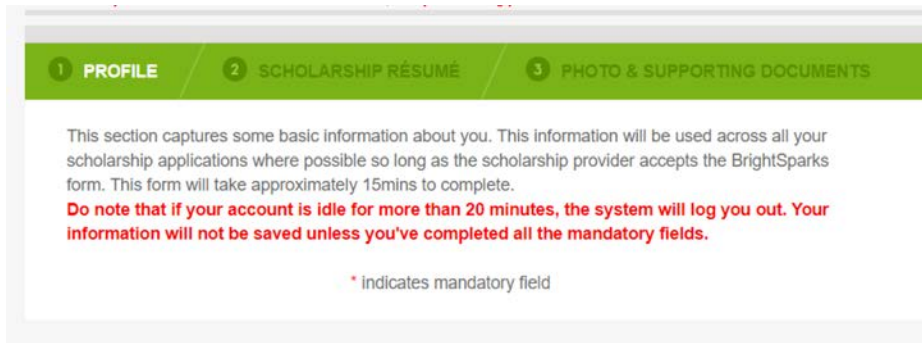 1 PROFILE 2 SCHOLARSHIP RÉSUMÉ 3 PHOTO & SUPPORTING DOCUMENTS
This section captures some basic information about you. This information will be used across all your
scholarship applications where possible so long as the scholarship provider accepts the BrightSparks
form. This form will take approximately 15mins to complete.
Do note that if your account is idle for more than 20 minutes, the system will log you out. Your
information will not be saved unless you've completed all the mandatory fields.
* indicates mandatory field